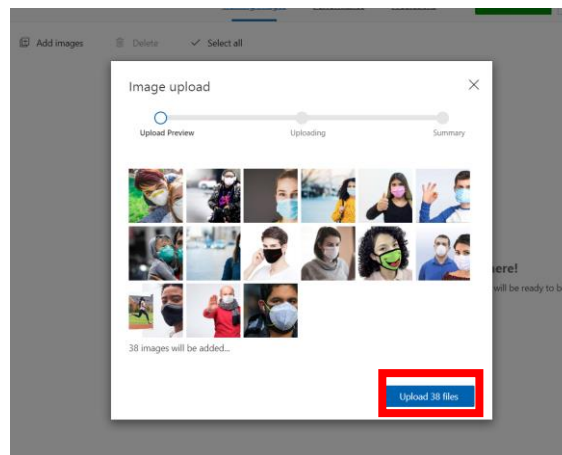 Add images
Delete
Select all
Image upload
Upload Preview
Uploading
Summary
38 images will be added...
here!
will be ready to b
Upload 38 files